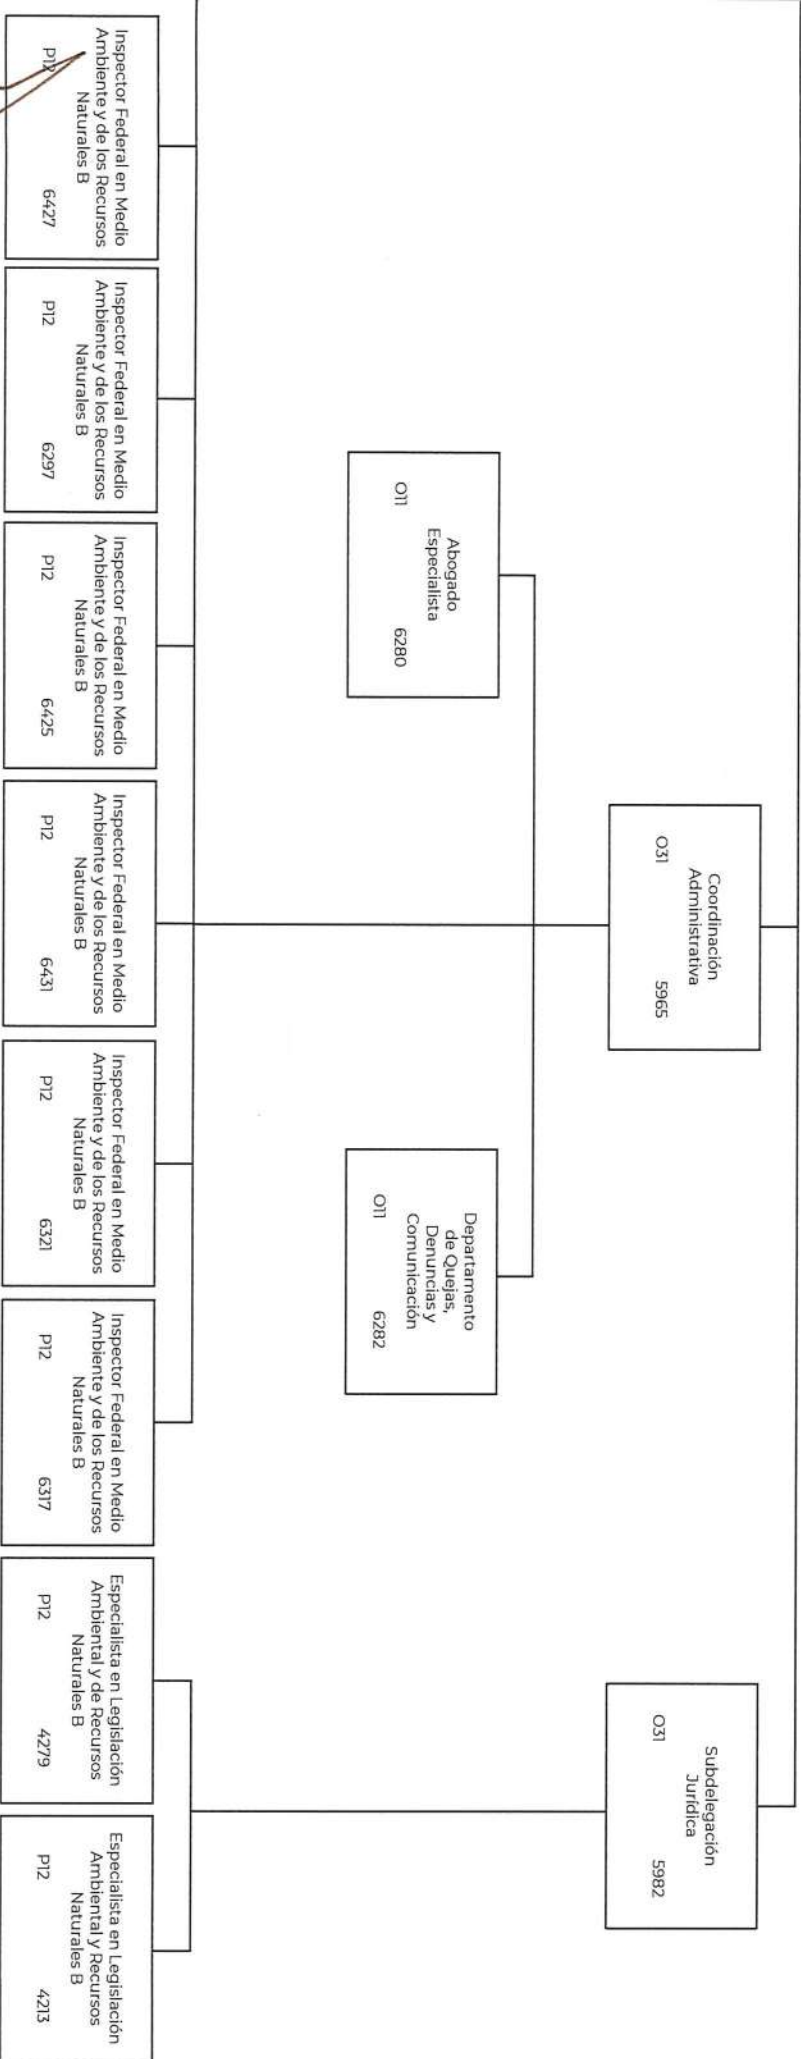 Coordinación
Administrativa
O31 5965
Subdelegación
Jurídica
O31 5982
Abogado
Especialista
O11 6280
Departamento
de Quejas,
Denuncias y
Comunicación
O11 6282
Inspector Federal en Medio
Ambiente y de los Recursos
Naturales B
P12 6427
Inspector Federal en Medio
Ambiente y de los Recursos
Naturales B
P12 6297
Inspector Federal en Medio
Ambiente y de los Recursos
Naturales B
P12 6425
Inspector Federal en Medio
Ambiente y de los Recursos
Naturales B
P12 6431
Inspector Federal en Medio
Ambiente y de los Recursos
Naturales B
P12 6321
Inspector Federal en Medio
Ambiente y de los Recursos
Naturales B
P12 6317
Especialista en Legislación
Ambiental y de Recursos
Naturales B
P12 4279
Especialista en Legislación
Ambiental y Recursos
Naturales B
P12 4213